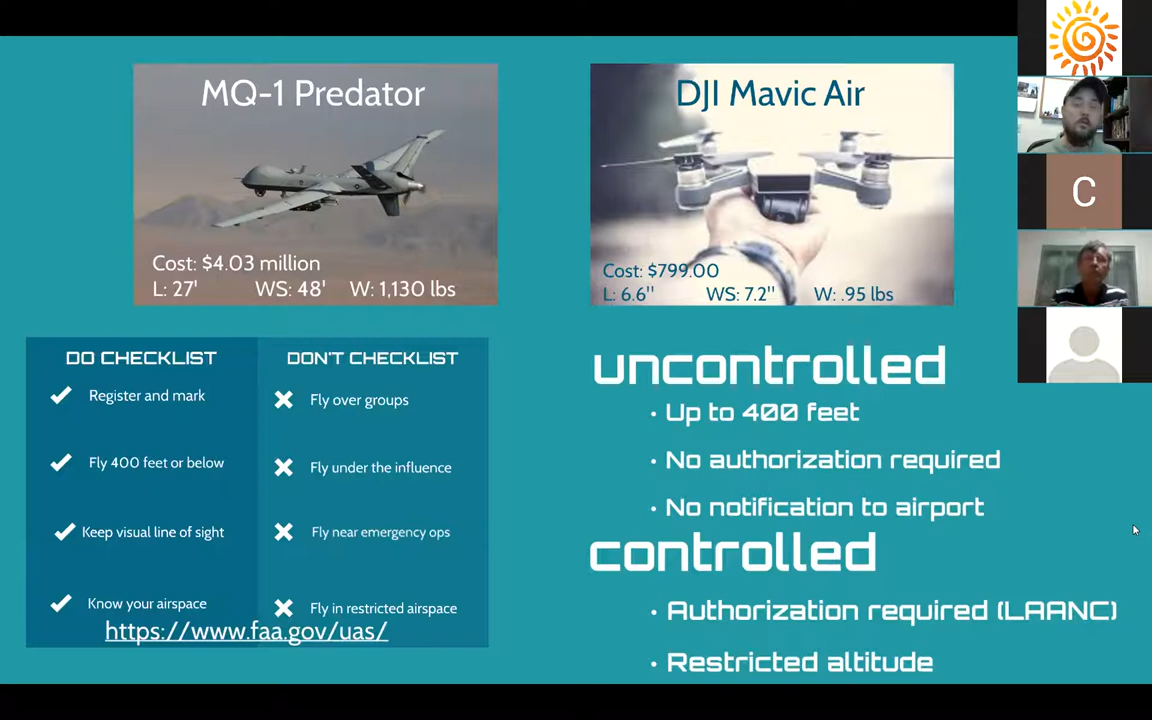 MQ-1 Predator
Cost: $4.03 million
L: 27' WS: 48' W: 1,130 lbs
DJI Mavic Air
Cost: $799.00
L: 6.6" WS: 7.2" W: .95 lbs
DO CHECKLIST
Register and mark
Fly 400 feet or below
Keep visual line of sight
Know your airspace
DON'T CHECKLIST
Fly over groups
Fly under the influence
Fly near emergency ops
Fly in restricted airspace
https://www.faa.gov/uas/
uncontrolled
• Up to 400 feet
• No authorization required
• No notification to airport
controlled
• Authorization required (LAANC)
• Restricted altitude
C